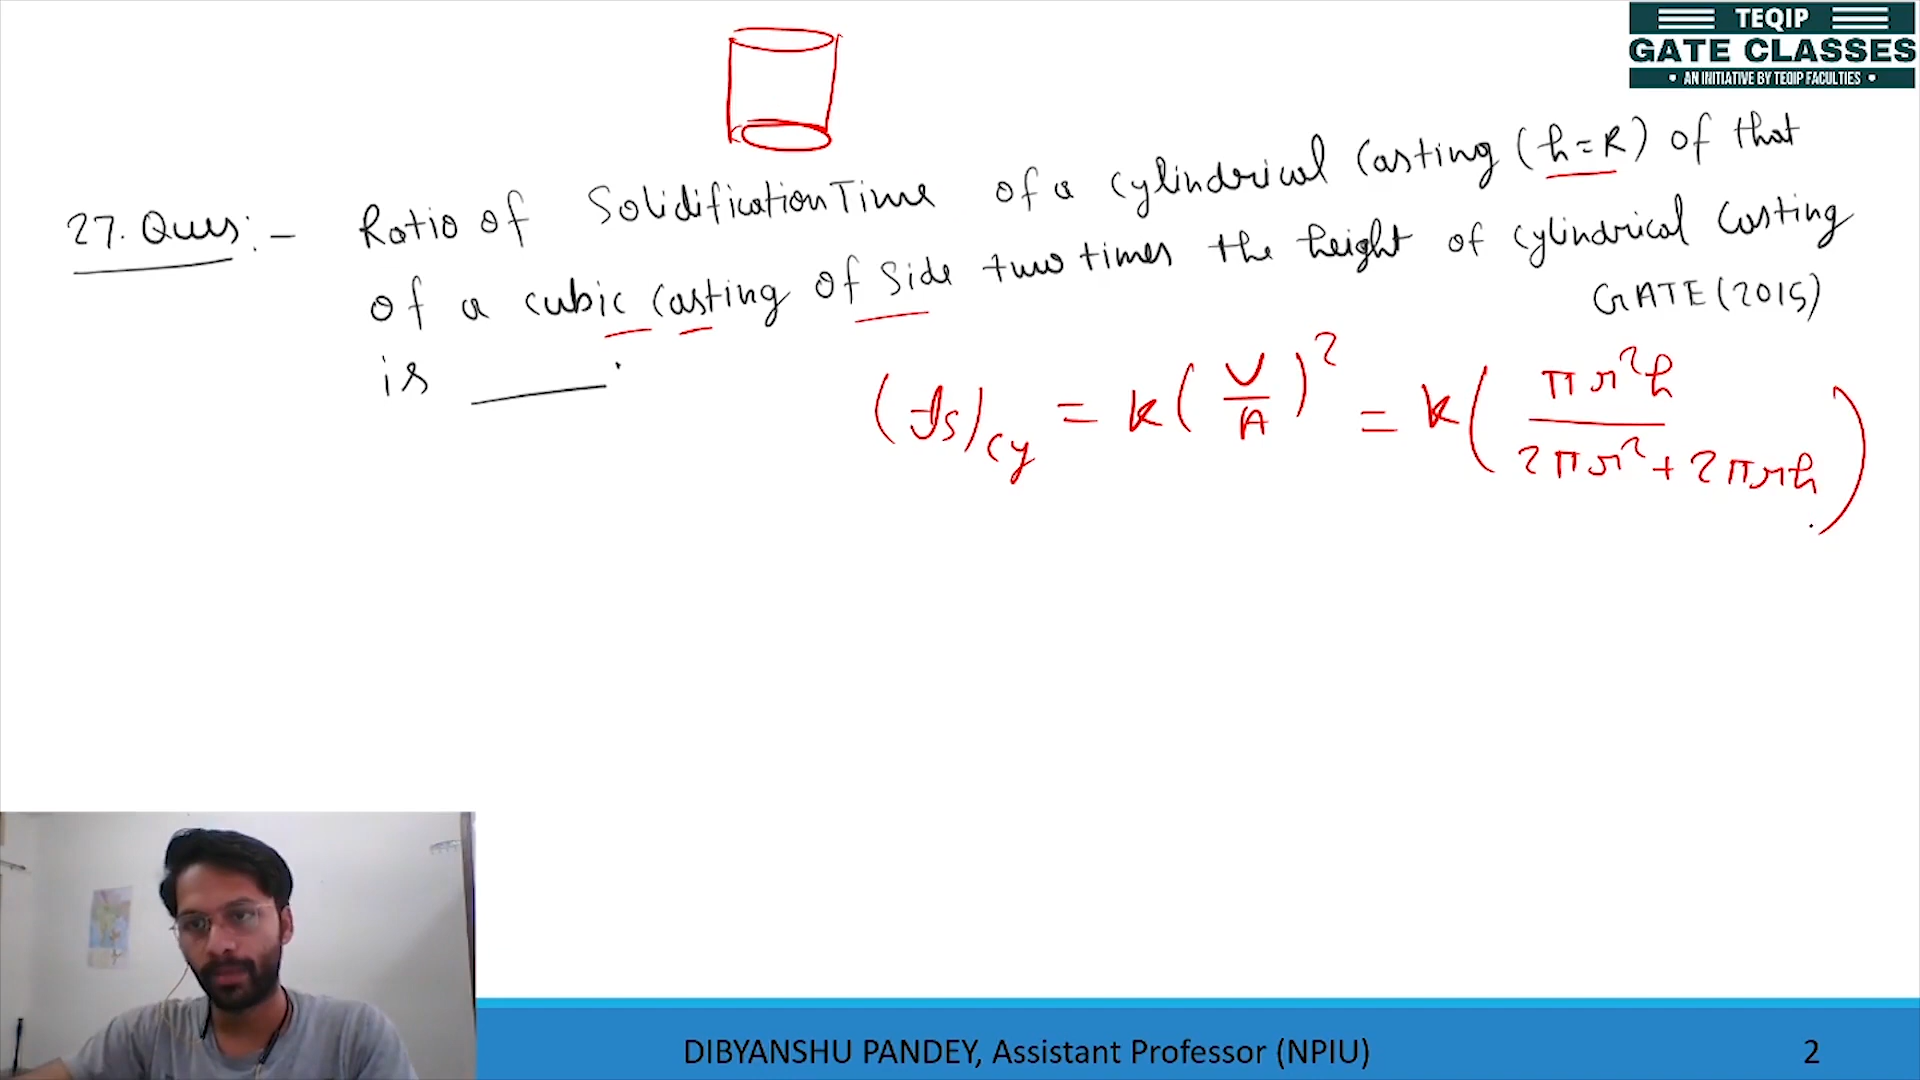 TEQIP
GATE CLASSES
• AN INITIATIVE BY TEQIP FACULTIES •
27. Ques:- Ratio of Solidification Time of a cylindrical casting (h=R) of that
of a cubic casting of side two times the height of cylindrical casting
is ____.
GATE(2015)
(ts)cy = k(V/A)² = k(πr²h/2πr²+2πrh)
DIBYANSHU PANDEY, Assistant Professor (NPIU)
2